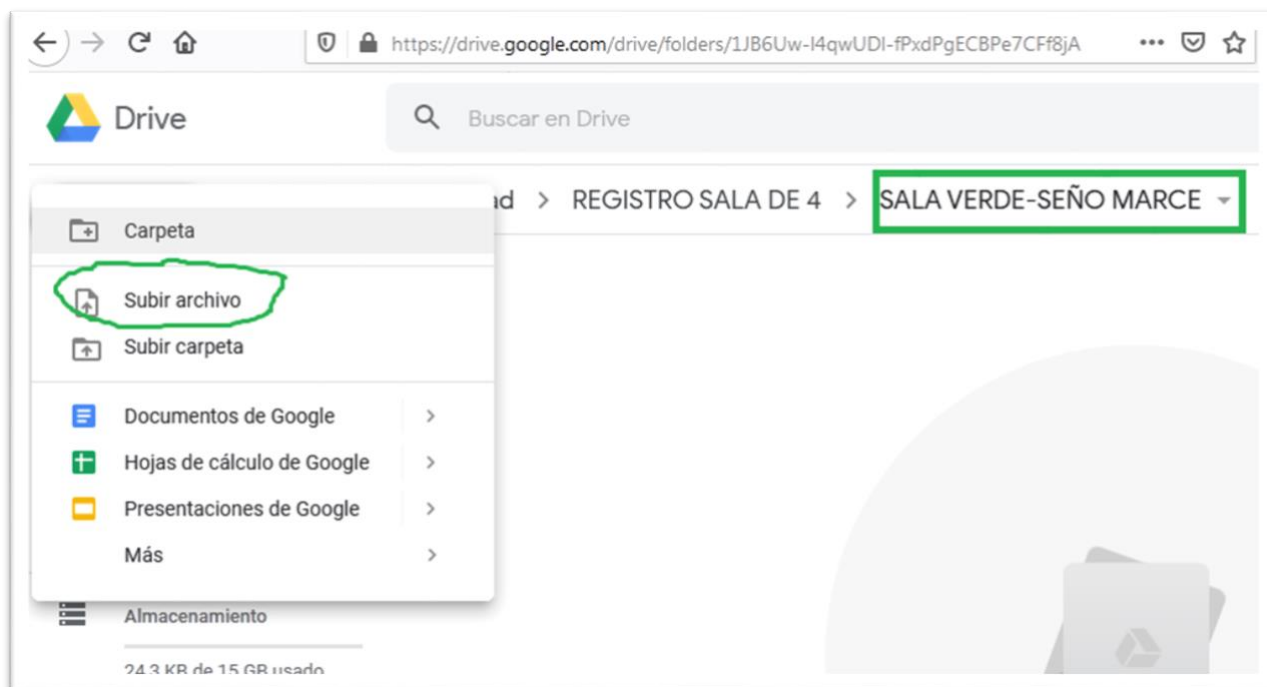 https://drive.google.com/drive/folders/1JB6Uw-I4qwUDI-fPxdPgECBPe7CFf8jA
Drive
Buscar en Drive
ad > REGISTRO SALA DE 4 > SALA VERDE-SEÑO MARCE
Carpeta
Subir archivo
Subir carpeta
Documentos de Google
Hojas de cálculo de Google
Presentaciones de Google
Más
Almacenamiento
24,3 KB de 15 GB usado